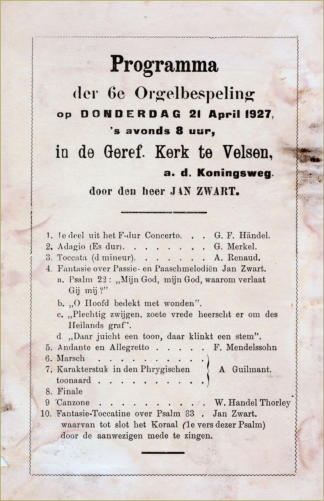 Programma
der 6e Orgelbespeling
op DONDERDAG 21 April 1927,
's avonds 8 uur,
in de Geref. Kerk te Velsen,
a. d. Koningsweg.
door den heer JAN ZWART.
1. 1e deel uit het F-dur Concerto. . . G. F. Händel.
2. Adagio (Es dur). . . . . . . . G. Merkel.
3. Toccata (d mineur). . . . . . . A. Renaud.
4. Fantasie over Passie- en Paaschmelodiën Jan Zwart.
a. Psalm 22: „Mijn God, mijn God, waarom verlaat
Gij mij?"
b. „O Hoofd bedekt met wonden".
c. „Plechtig zwijgen, zoete vrede heerscht er om des
Heilands graf".
d „Daar juicht een toon, daar klinkt een stem".
5. Andante en Allegretto . . . . . F. Mendelssohn
6. Marsch . . . . . . . . .
7. Karakterstuk in den Phrygischen A Guilmant.
toonaard . . . . . . . . .
8. Finale
9 Canzone . . . . . . . . . W. Handel Thorley
10. Fantasie-Toccatine over Psalm 33 . Jan Zwart.
waarvan tot slot het Koraal (1e vers dezer Psalm)
door de aanwezigen mede te zingen.